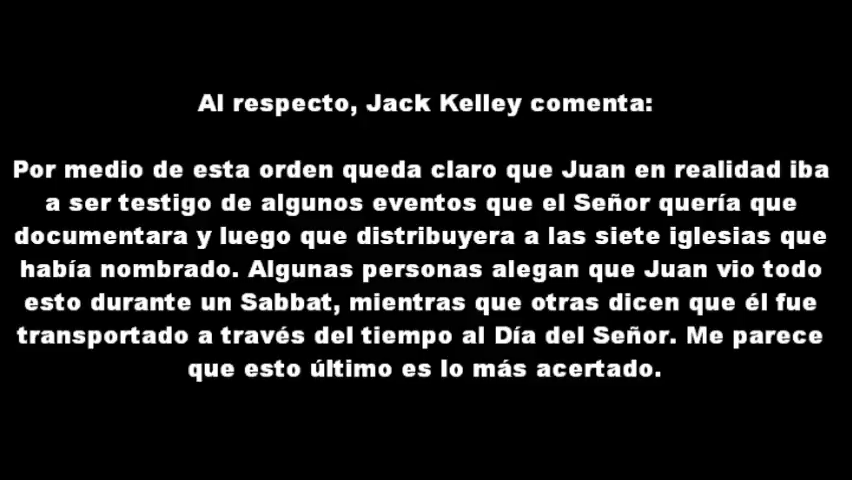 Al respecto, Jack Kelley comenta:
Por medio de esta orden queda claro que Juan en realidad iba
a ser testigo de algunos eventos que el Señor quería que
documentara y luego que distribuyera a las siete iglesias que
había nombrado. Algunas personas alegan que Juan vio todo
esto durante un Sabbat, mientras que otras dicen que él fue
transportado a través del tiempo al Día del Señor. Me parece
que esto último es lo más acertado.